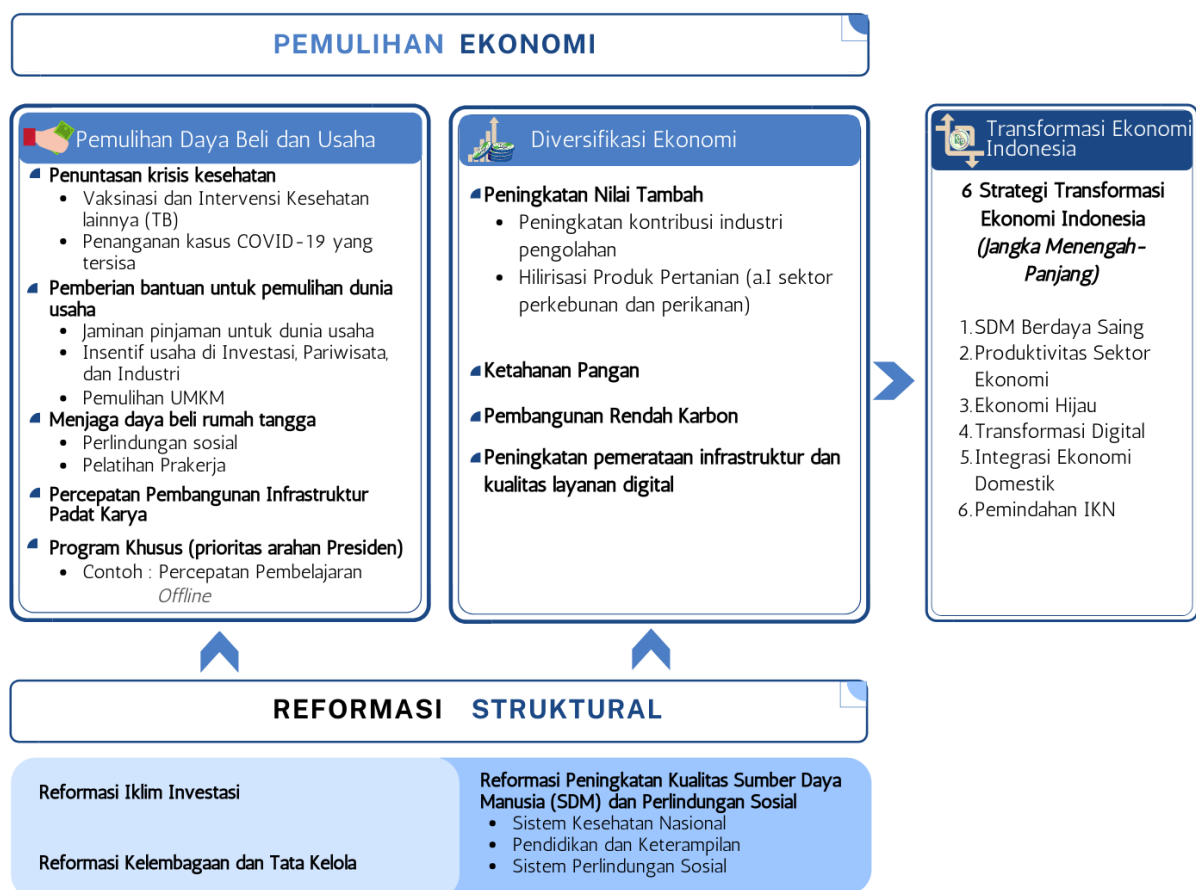 PEMULIHAN EKONOMI
Pemulihan Daya Beli dan Usaha
Penuntasan krisis kesehatan
• Vaksinasi dan Intervensi Kesehatan
lainnya (TB)
• Penanganan kasus COVID-19 yang
tersisa
Pemberian bantuan untuk pemulihan dunia
usaha
• Jaminan pinjaman untuk dunia usaha
• Insentif usaha di Investasi, Pariwisata,
dan Industri
• Pemulihan UMKM
Menjaga daya beli rumah tangga
• Perlindungan sosial
• Pelatihan Prakerja
Percepatan Pembangunan Infrastruktur
Padat Karya
Program Khusus (prioritas arahan Presiden)
• Contoh : Percepatan Pembelajaran
Offline
Diversifikasi Ekonomi
Peningkatan Nilai Tambah
• Peningkatan kontribusi industri
pengolahan
• Hilirisasi Produk Pertanian (a.I sektor
perkebunan dan perikanan)
Ketahanan Pangan
Pembangunan Rendah Karbon
Peningkatan pemerataan infrastruktur dan
kualitas layanan digital
Transformasi Ekonomi
Indonesia
6 Strategi Transformasi
Ekonomi Indonesia
(Jangka Menengah-
Panjang)
1. SDM Berdaya Saing
2. Produktivitas Sektor
Ekonomi
3. Ekonomi Hijau
4. Transformasi Digital
5. Integrasi Ekonomi
Domestik
6. Pemindahan IKN
REFORMASI STRUKTURAL
Reformasi Iklim Investasi
Reformasi Kelembagaan dan Tata Kelola
Reformasi Peningkatan Kualitas Sumber Daya
Manusia (SDM) dan Perlindungan Sosial
• Sistem Kesehatan Nasional
• Pendidikan dan Keterampilan
• Sistem Perlindungan Sosial